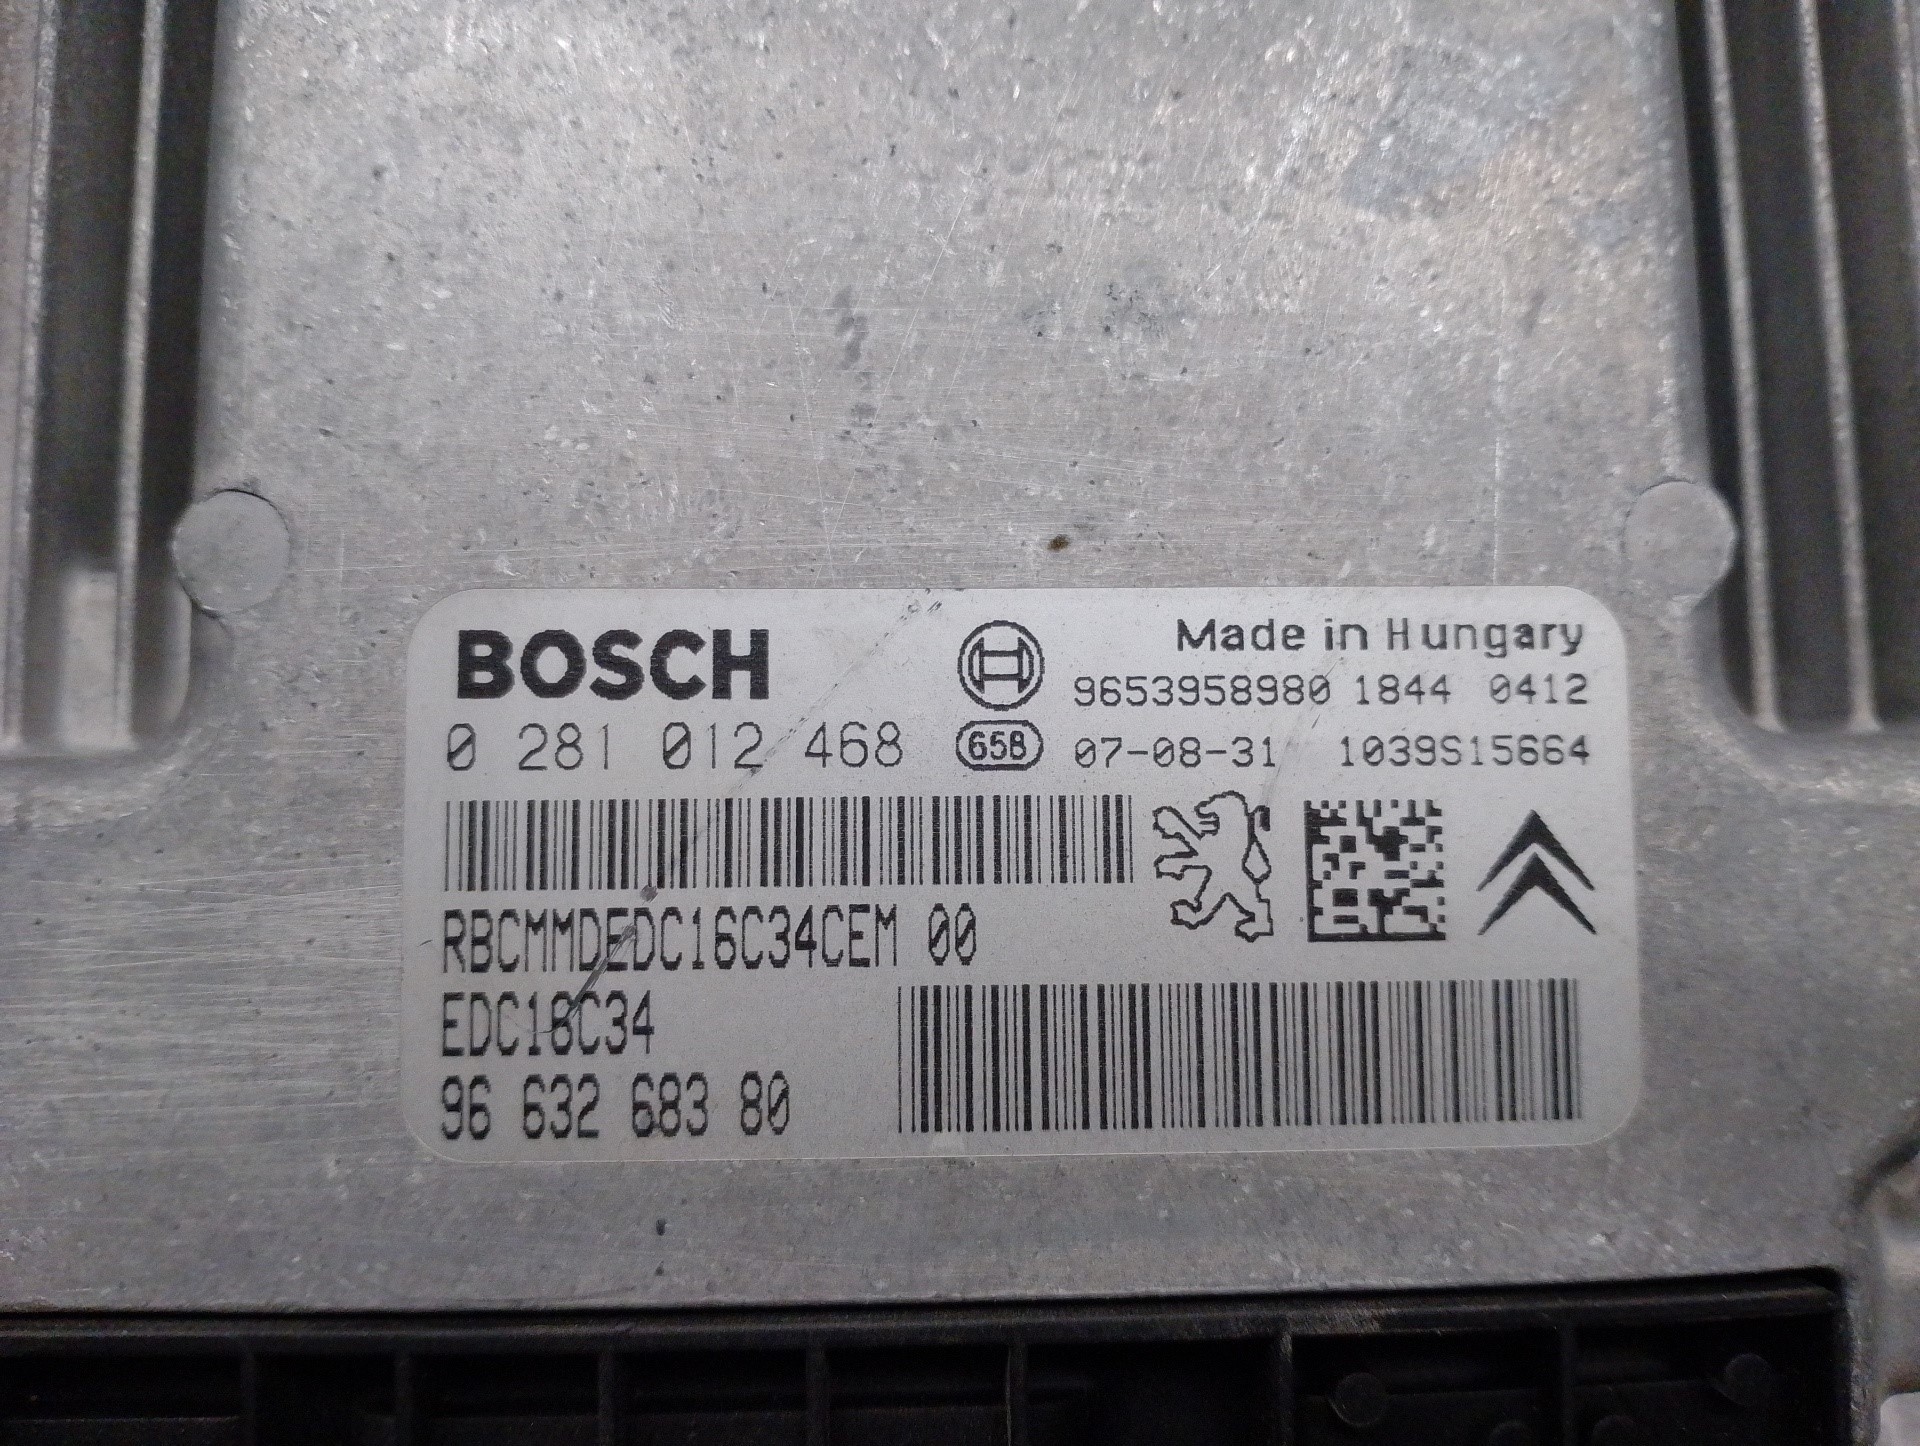 BOSCH
Made in Hungary
9653958980 1844 0412
0 281 012 468
658 07-08-31 1039S15664
RBCMMDEDC16C34CEM 00
EDC16C34
96 632 683 80